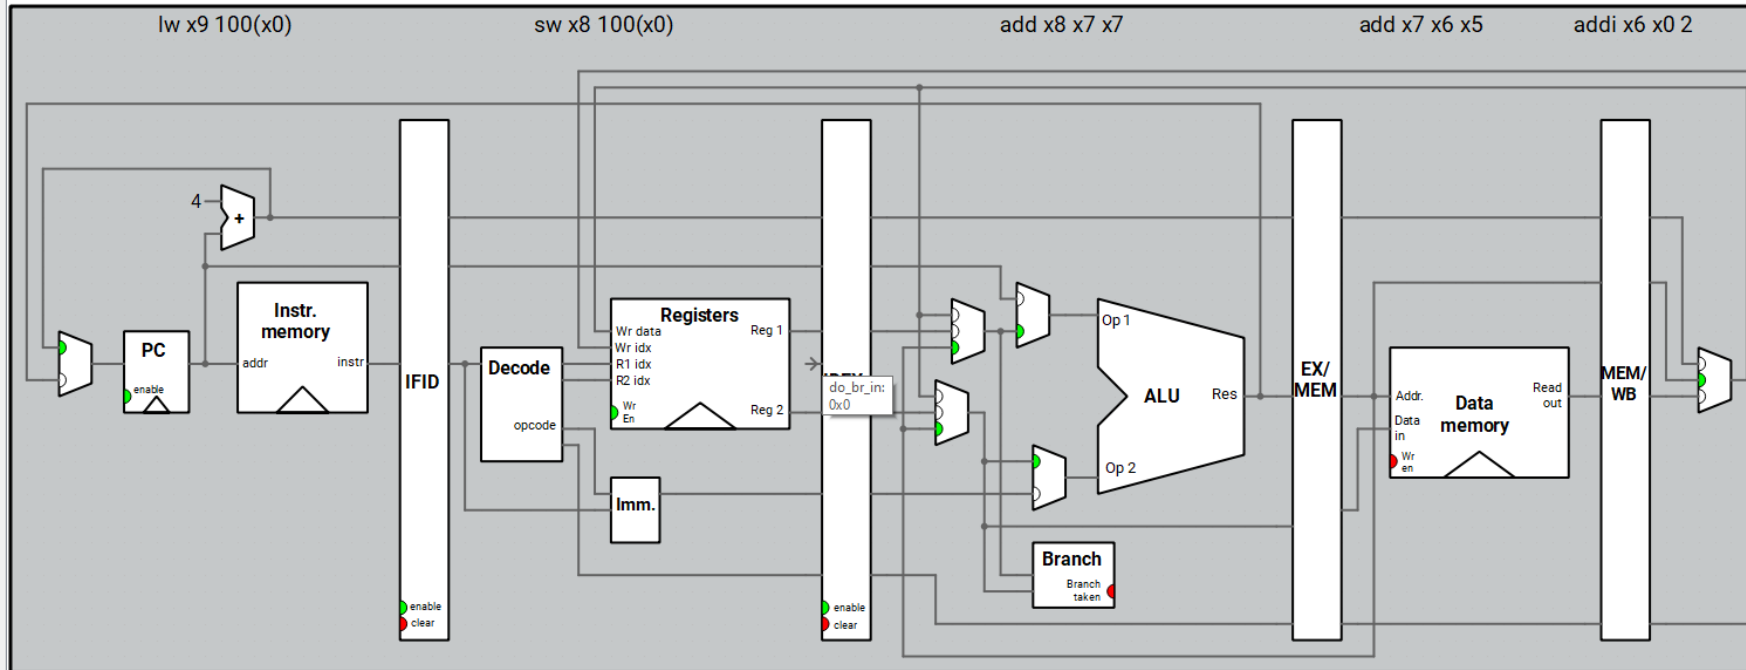 lw x9 100(x0)
sw x8 100(x0)
add x8 x7 x7
add x7 x6 x5
addi x6 x0 2
4
+
Instr.
memory
addr
instr
PC
enable
IFID
enable
clear
Decode
opcode
Registers
Wr data
Wr idx
R1 idx
R2 idx
Wr
En
Reg 1
Reg 2
Imm.
do_br_in:
0x0
enable
clear
Op 1
Op 2
ALU
Res
Branch
Branch
taken
EX/
MEM
Addr.
Data
in
Wr
en
Read
out
Data
memory
MEM/
WB